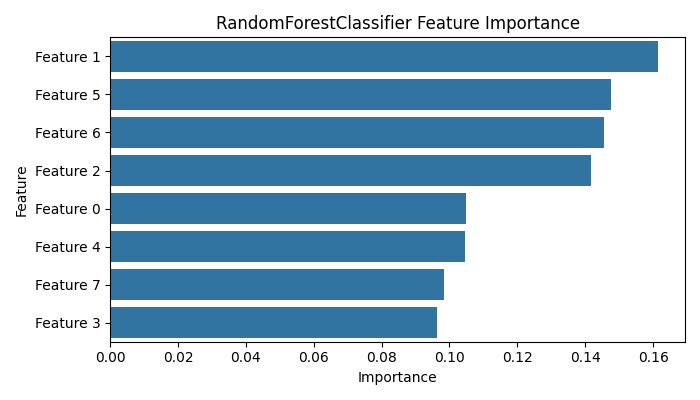 RandomForestClassifier Feature Importance
Feature 1
Feature 5
Feature 6
Feature 2
Feature 0
Feature 4
Feature 7
Feature 3
Feature
0.00 0.02 0.04 0.06 0.08 0.10 0.12 0.14 0.16
Importance